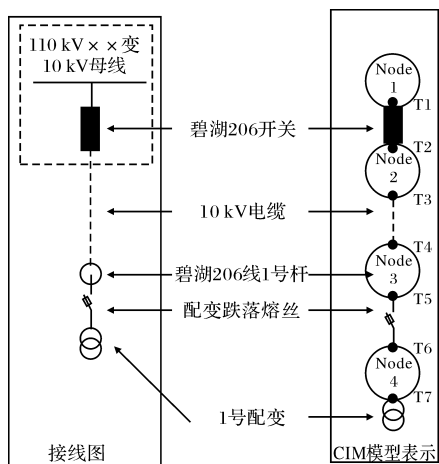 110 kV××变
10 kV母线
碧湖206开关
10 kV电缆
碧湖206线1号杆
配变跌落熔丝
1号配变
接线图
Node
1
T1
T2
Node
2
T3
T4
Node
3
T5
T6
Node
4
T7
CIM模型表示